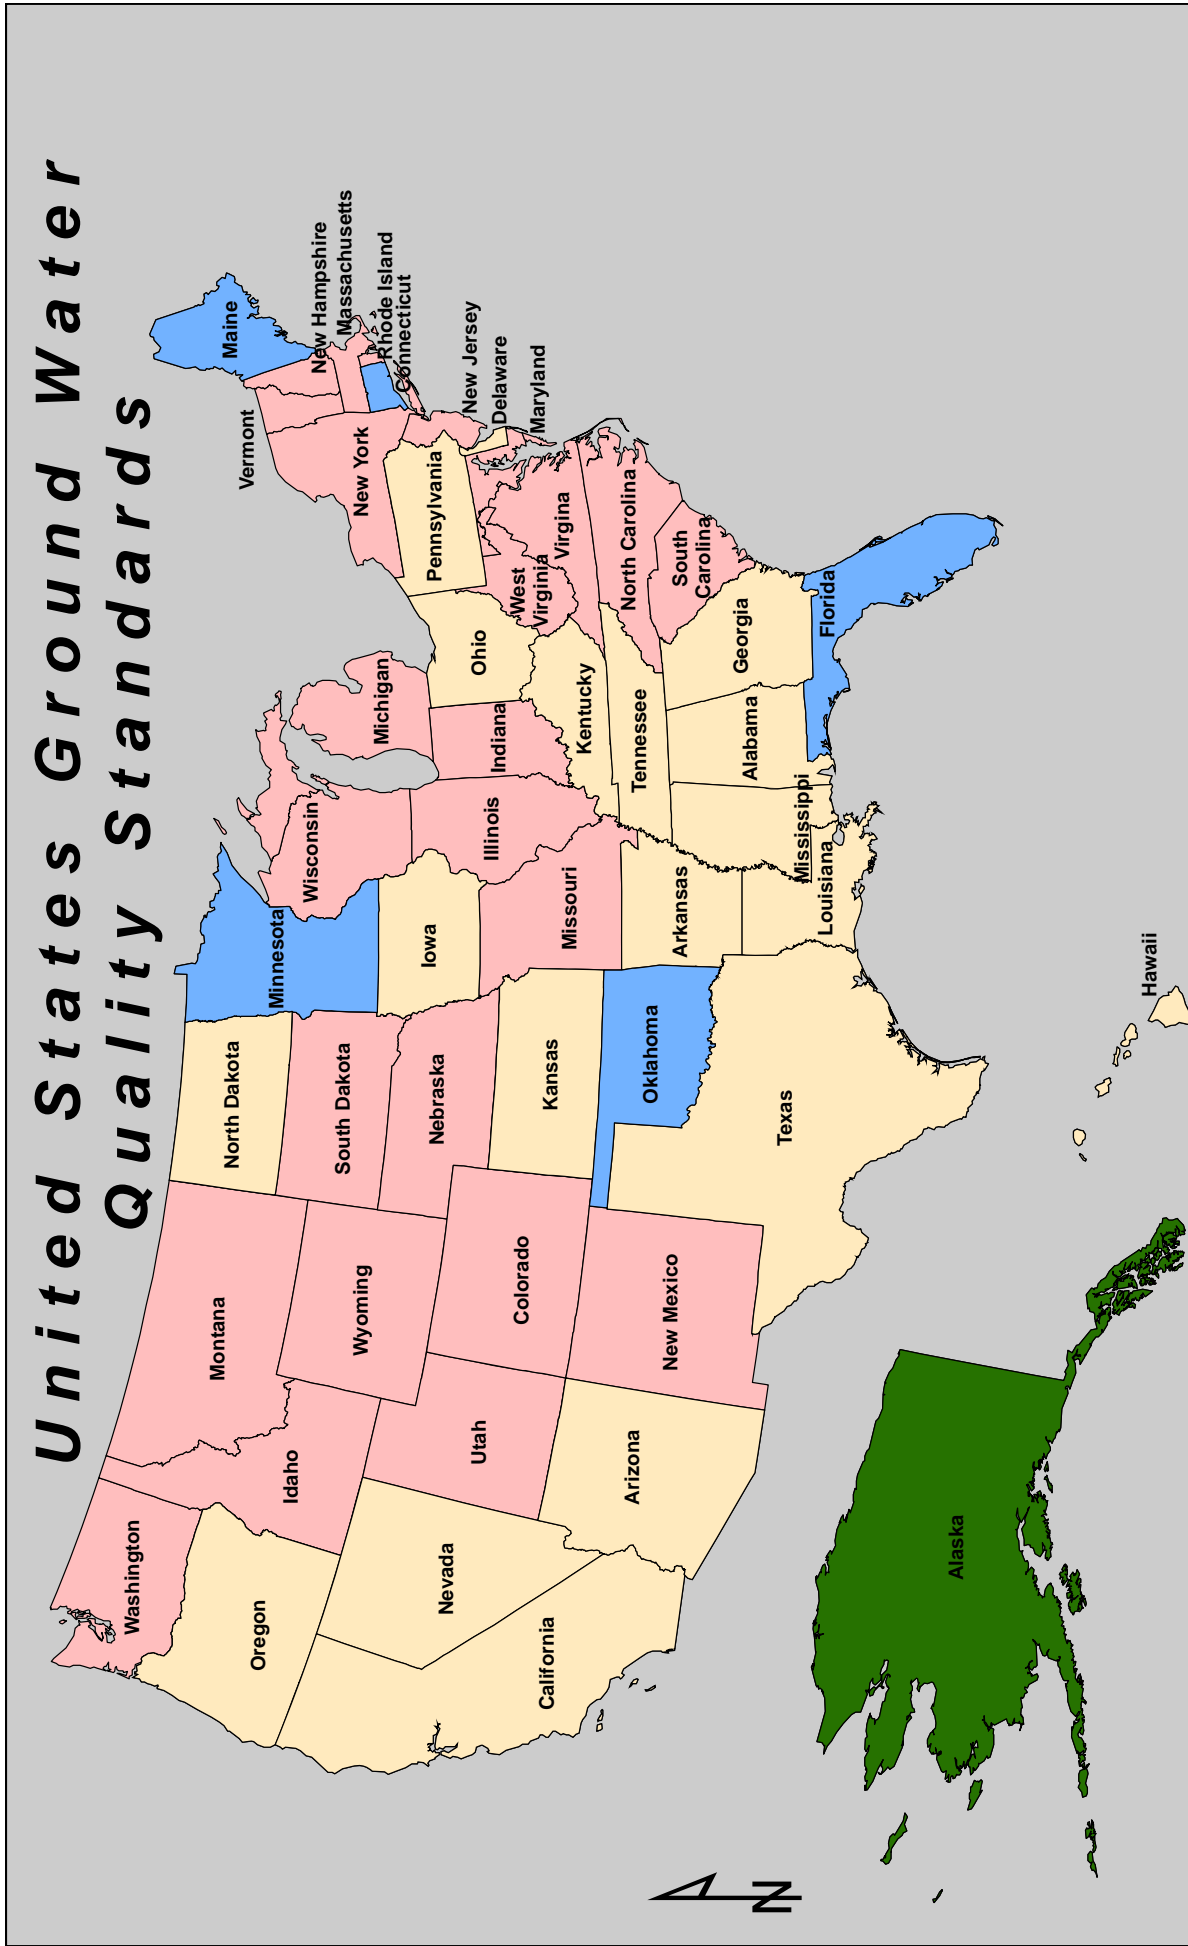 United States Ground Water
Quality Standards
Washington
Oregon
California
Nevada
Idaho
Montana
Wyoming
Utah
Arizona
Colorado
New Mexico
North Dakota
South Dakota
Nebraska
Kansas
Oklahoma
Texas
Minnesota
Iowa
Missouri
Arkansas
Louisiana
Mississippi
Wisconsin
Illinois
Michigan
Indiana
Ohio
Kentucky
Tennessee
Alabama
Georgia
Florida
South
Carolina
North Carolina
Virgina
West
Virginia
Pennsylvania
New York
Vermont
Maine
New Hampshire
Massachusetts
Rhode Island
Connecticut
New Jersey
Delaware
Maryland
Alaska
Hawaii
N